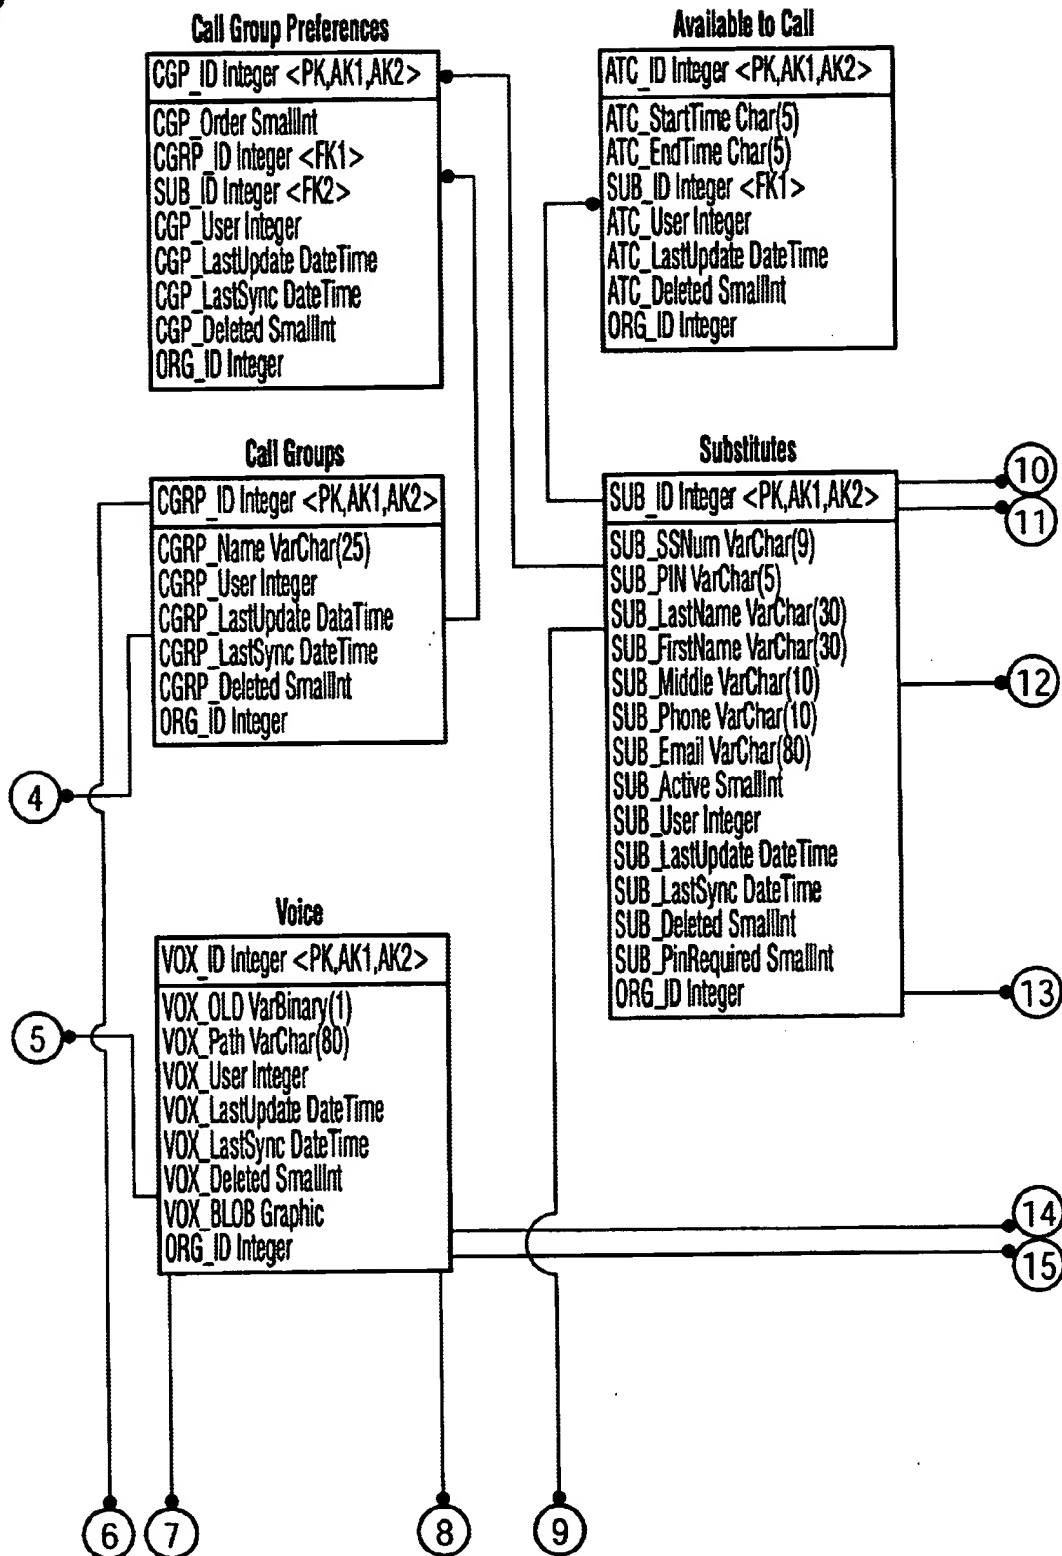 Call Group Preferences
CGP_ID Integer <PK,AK1,AK2>
CGP_Order SmallInt
CGRP_ID Integer <FK1>
SUB_ID Integer <FK2>
CGP_User Integer
CGP_LastUpdate DateTime
CGP_LastSync DateTime
CGP_Deleted SmallInt
ORG_ID Integer
Available to Call
ATC_ID Integer <PK,AK1,AK2>
ATC_StartTime Char(5)
ATC_EndTime Char(5)
SUB_ID Integer <FK1>
ATC_User Integer
ATC_LastUpdate DateTime
ATC_Deleted SmallInt
ORG_ID Integer
Call Groups
CGRP_ID Integer <PK,AK1,AK2>
CGRP_Name VarChar(25)
CGRP_User Integer
CGRP_LastUpdate DataTime
CGRP_LastSync DateTime
CGRP_Deleted SmallInt
ORG_ID Integer
Substitutes
SUB_ID Integer <PK,AK1,AK2>
SUB_SSNum VarChar(9)
SUB_PIN VarChar(5)
SUB_LastName VarChar(30)
SUB_FirstName VarChar(30)
SUB_Middle VarChar(10)
SUB_Phone VarChar(10)
SUB_Email VarChar(80)
SUB_Active SmallInt
SUB_User Integer
SUB_LastUpdate DateTime
SUB_LastSync DateTime
SUB_Deleted SmallInt
SUB_PinRequired SmallInt
ORG_ID Integer
10
11
12
13
4
Voice
VOX_ID Integer <PK,AK1,AK2>
VOX_OLD VarBinary(1)
VOX_Path VarChar(80)
VOX_User Integer
VOX_LastUpdate DateTime
VOX_LastSync DateTime
VOX_Deleted SmallInt
VOX_BLOB Graphic
ORG_ID Integer
5
14
15
6
7
8
9